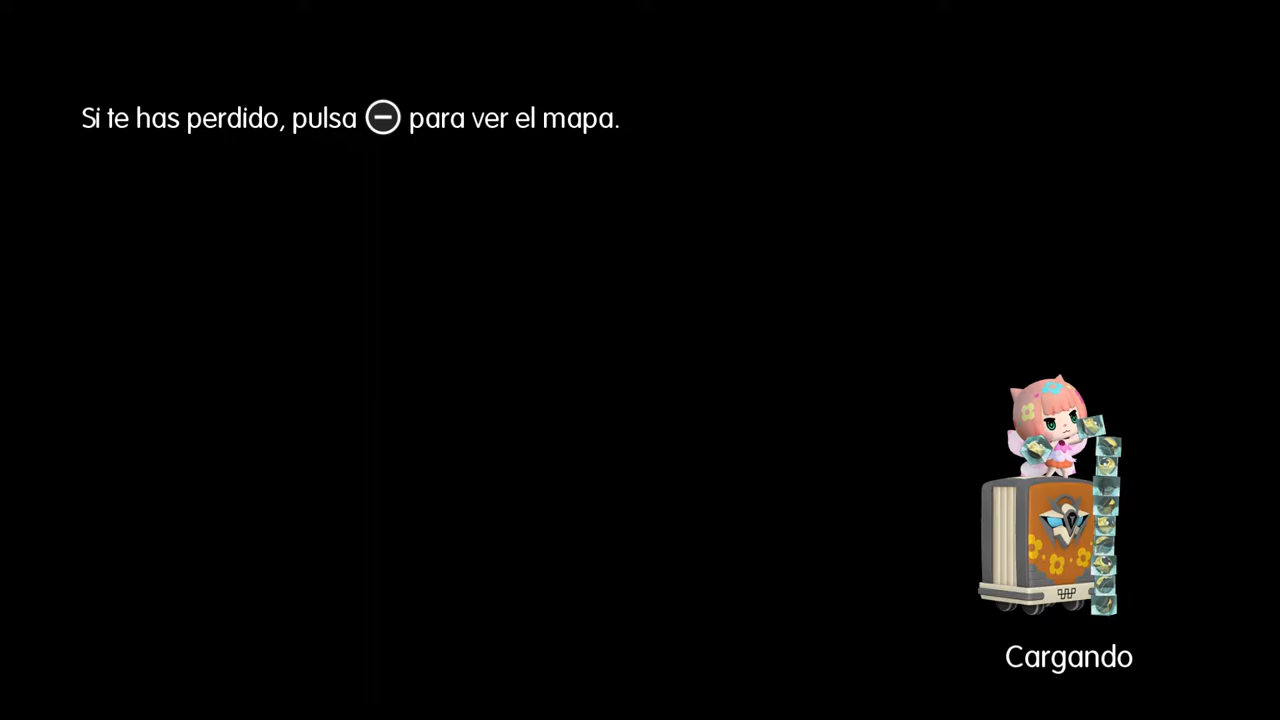 Si te has perdido, pulsa ⊖ para ver el mapa.
Cargando